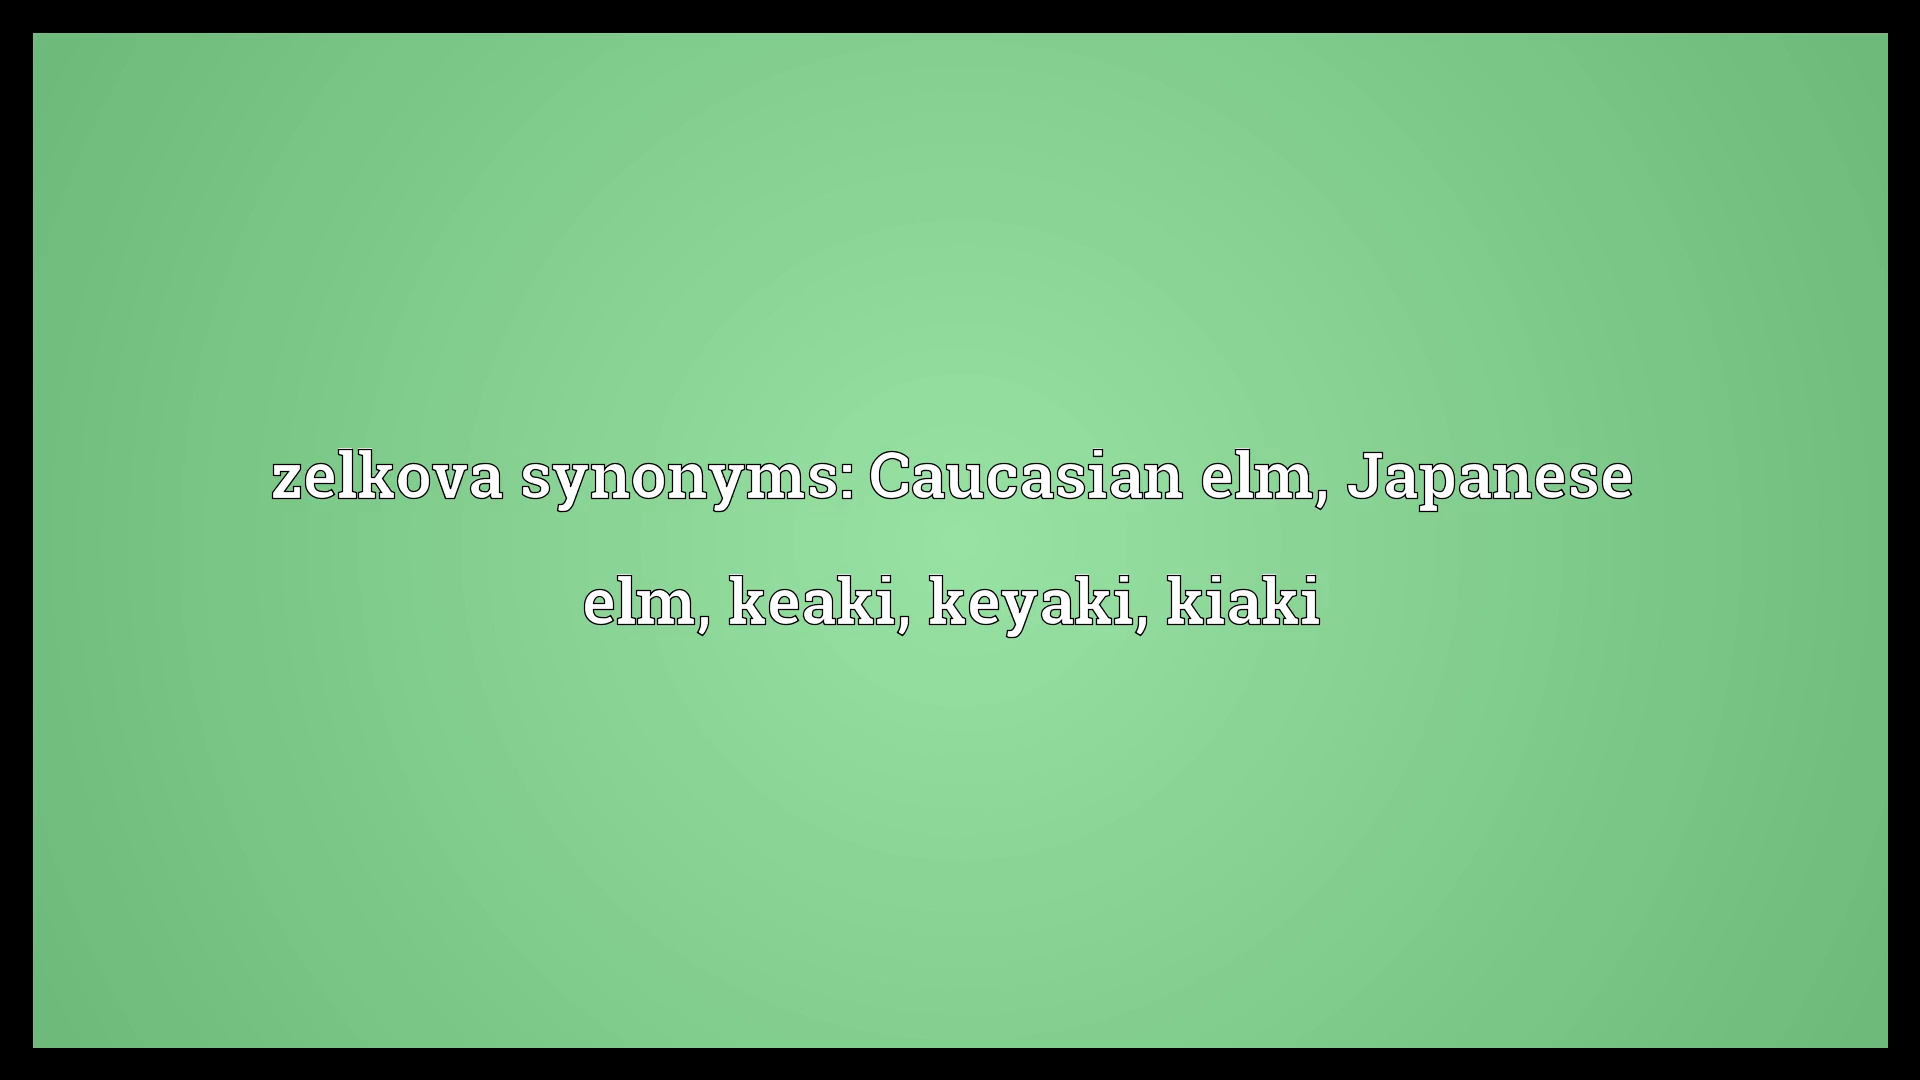 zelkova synonyms: Caucasian elm, Japanese
elm, keaki, keyaki, kiaki